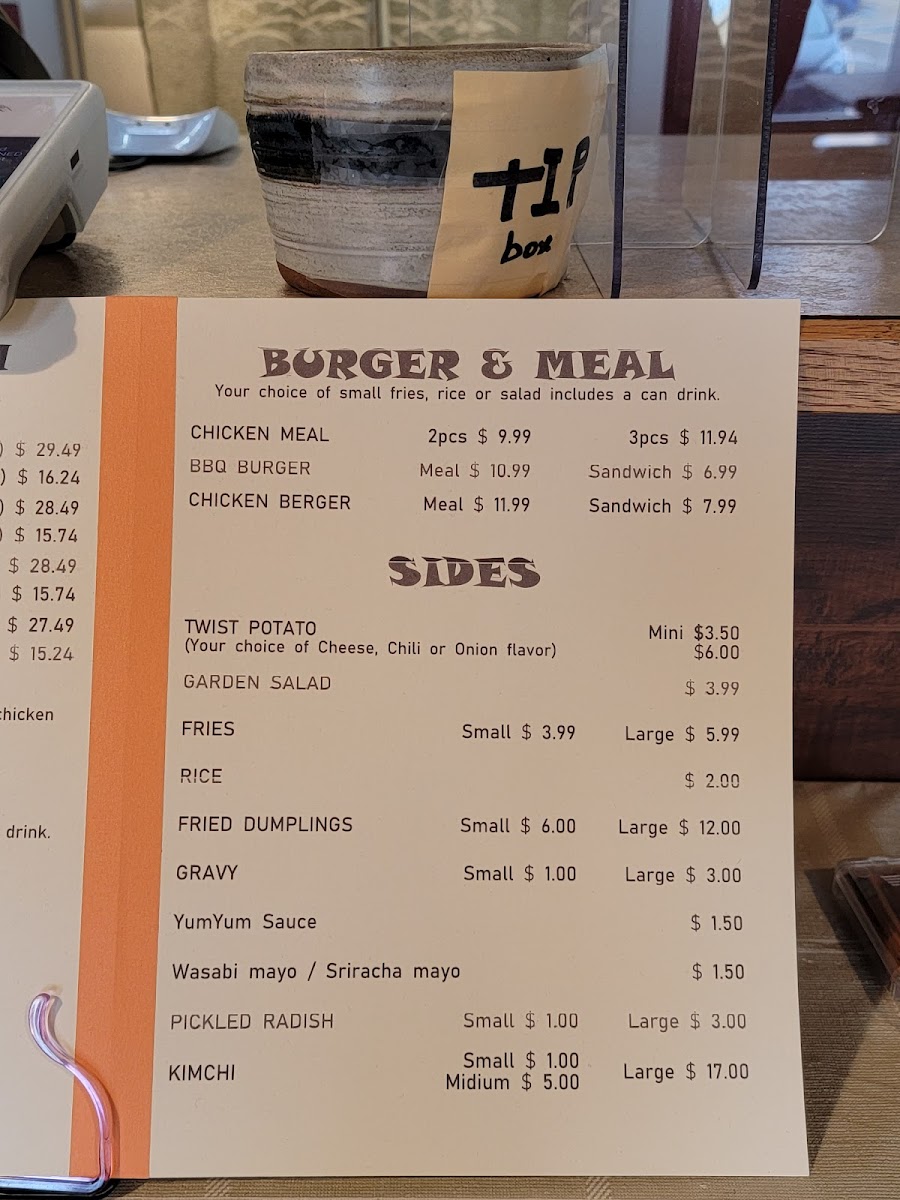 TIP
box
) $ 29.49
) $ 16.24
) $ 28.49
) $ 15.74
$ 28.49
$ 15.74
$ 27.49
$ 15.24
chicken
drink.
BURGER & MEAL
Your choice of small fries, rice or salad includes a can drink.
CHICKEN MEAL 2pcs $ 9.99 3pcs $ 11.94
BBQ BURGER Meal $ 10.99 Sandwich $ 6.99
CHICKEN BERGER Meal $ 11.99 Sandwich $ 7.99
SIDES
TWIST POTATO Mini $3.50
(Your choice of Cheese, Chili or Onion flavor) $6.00
GARDEN SALAD $ 3.99
FRIES Small $ 3.99 Large $ 5.99
RICE $ 2.00
FRIED DUMPLINGS Small $ 6.00 Large $ 12.00
GRAVY Small $ 1.00 Large $ 3.00
YumYum Sauce $ 1.50
Wasabi mayo / Sriracha mayo $ 1.50
PICKLED RADISH Small $ 1.00 Large $ 3.00
KIMCHI Small $ 1.00 Large $ 17.00
Midium $ 5.00